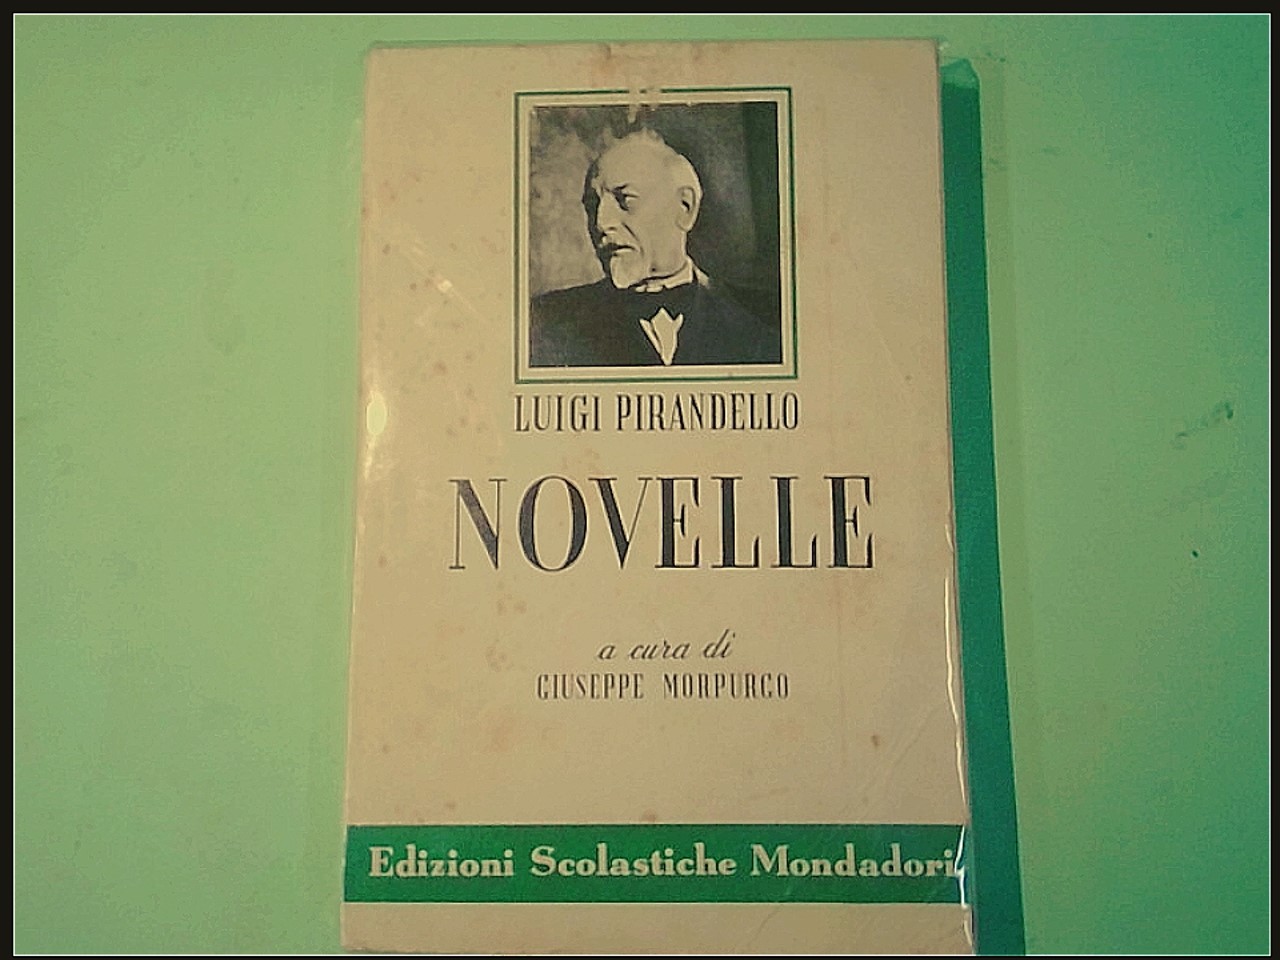 LUIGI PIRANDELLO
NOVELLE
a cura di
GIUSEPPE MORPURGO
Edizioni Scolastiche Mondadori